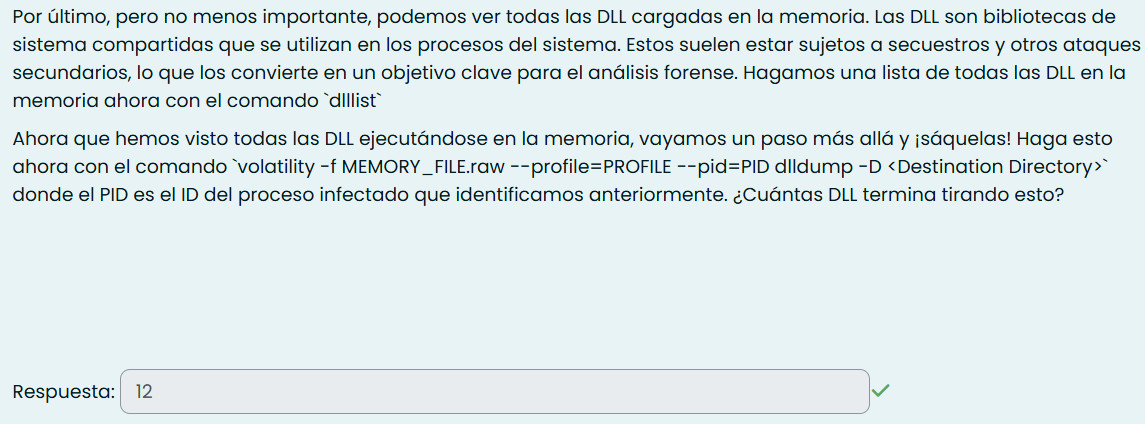 Por último, pero no menos importante, podemos ver todas las DLL cargadas en la memoria. Las DLL son bibliotecas de
sistema compartidas que se utilizan en los procesos del sistema. Estos suelen estar sujetos a secuestros y otros ataques
secundarios, lo que los convierte en un objetivo clave para el análisis forense. Hagamos una lista de todas las DLL en la
memoria ahora con el comando `dlllist`
Ahora que hemos visto todas las DLL ejecutándose en la memoria, vayamos un paso más allá y ¡sáquelas! Haga esto
ahora con el comando `volatility -f MEMORY_FILE.raw --profile=PROFILE --pid=PID dlldump -D <Destination Directory>`
donde el PID es el ID del proceso infectado que identificamos anteriormente. ¿Cuántas DLL termina tirando esto?
Respuesta: 12